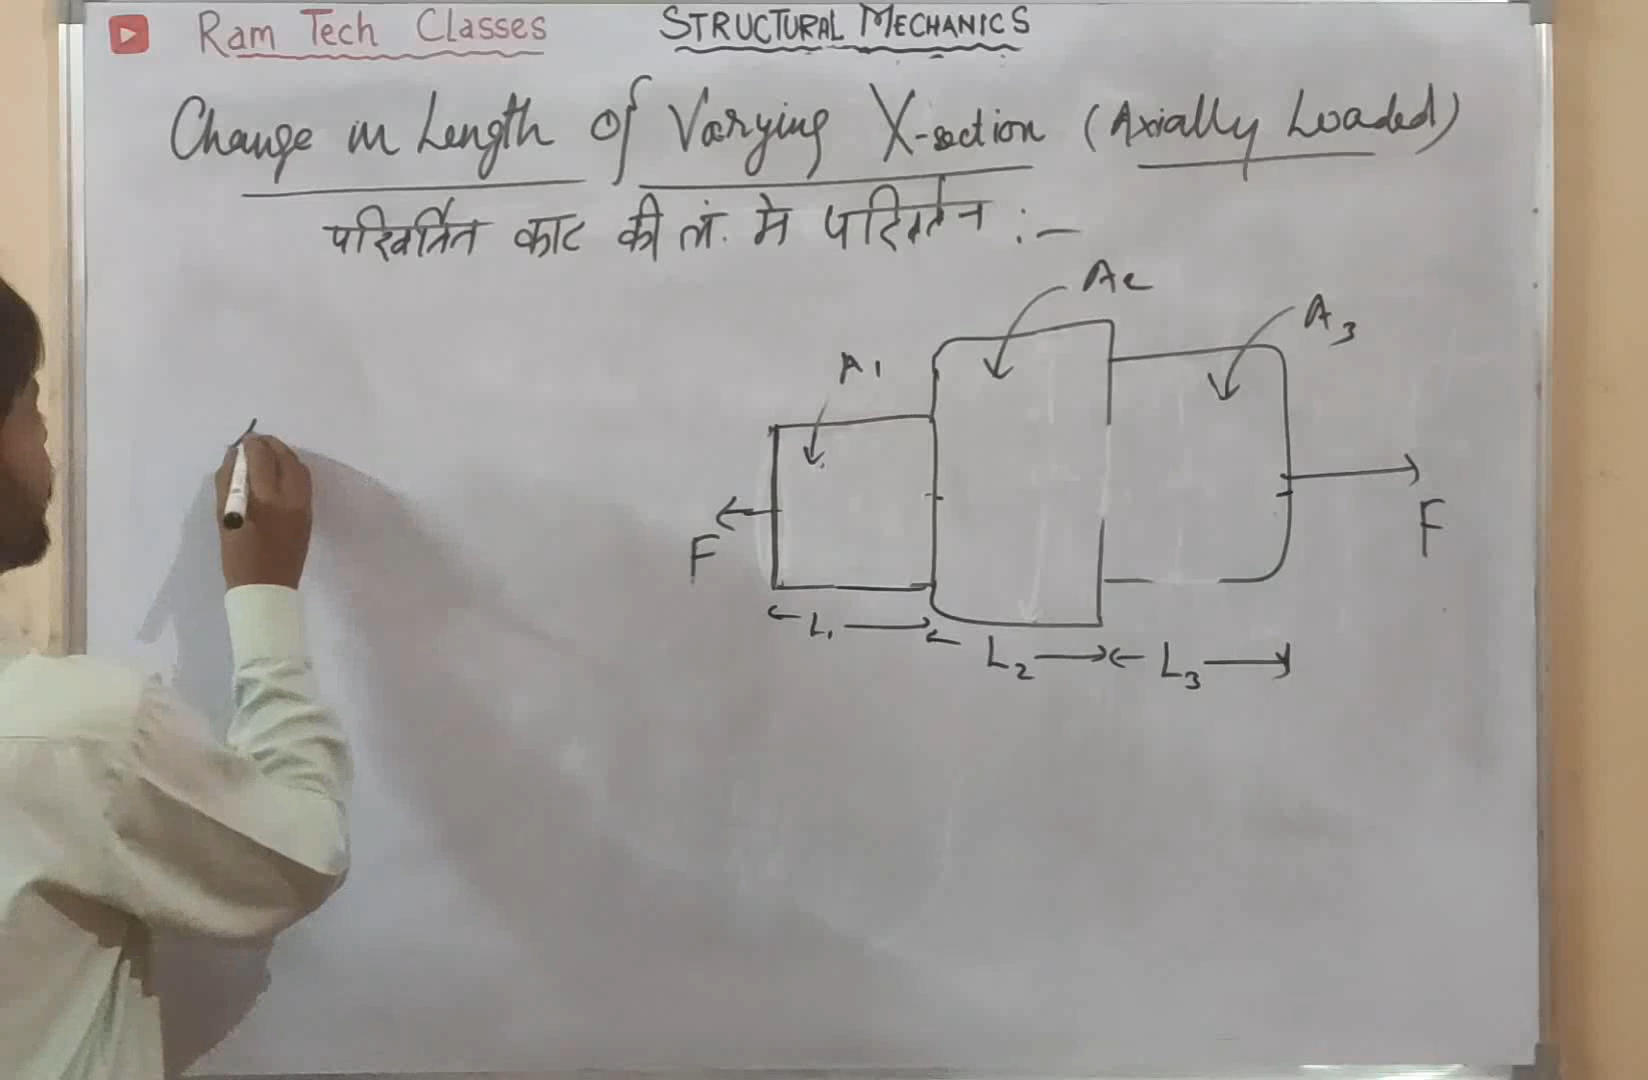 Ram Tech Classes STRUCTURAL MECHANICS
Change in Length of Varying X-section (Axially Loaded)
परिवर्तित काट की लं. मे परिवर्तन :-
A2
A3
A1
F
F
L1
L2
L3